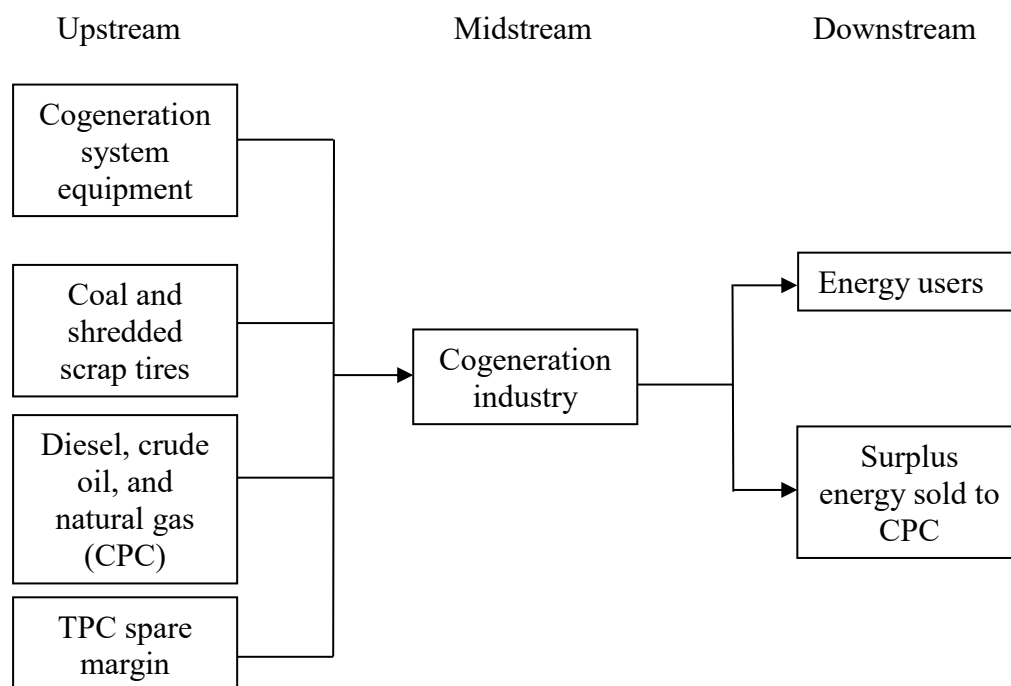 Upstream
Midstream
Downstream
Cogeneration
system
equipment
Coal and
shredded
scrap tires
Diesel, crude
oil, and
natural gas
(CPC)
TPC spare
margin
Cogeneration
industry
Energy users
Surplus
energy sold to
CPC